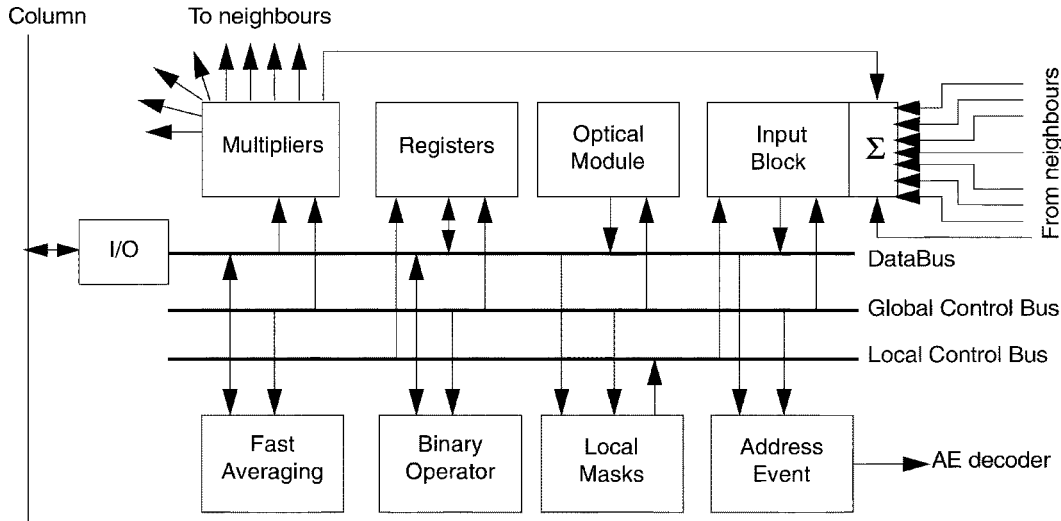 Column
To neighbours
Multipliers
Registers
Optical
Module
Input
Block
Σ
From neighbours
I/O
DataBus
Global Control Bus
Local Control Bus
Fast
Averaging
Binary
Operator
Local
Masks
Address
Event
AE decoder